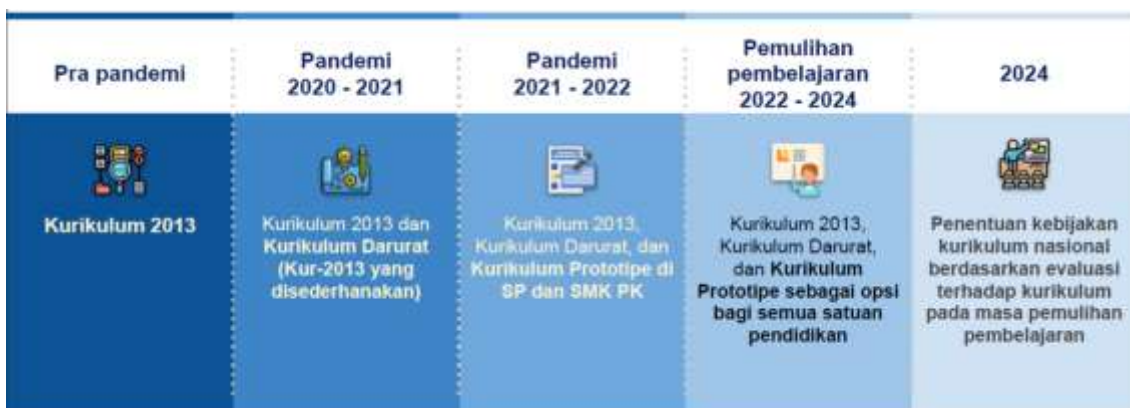 Pra pandemi
Pandemi
2020 - 2021
Pandemi
2021 - 2022
Pemulihan
pembelajaran
2022 - 2024
2024
Kurikulum 2013
Kurikulum 2013 dan
Kurikulum Darurat
(Kur-2013 yang
disederhanakan)
Kurikulum 2013,
Kurikulum Darurat, dan
Kurikulum Prototipe di
SP dan SMK PK
Kurikulum 2013,
Kurikulum Darurat,
dan Kurikulum
Prototipe sebagai opsi
bagi semua satuan
pendidikan
Penentuan kebijakan
kurikulum nasional
berdasarkan evaluasi
terhadap kurikulum
pada masa pemulihan
pembelajaran